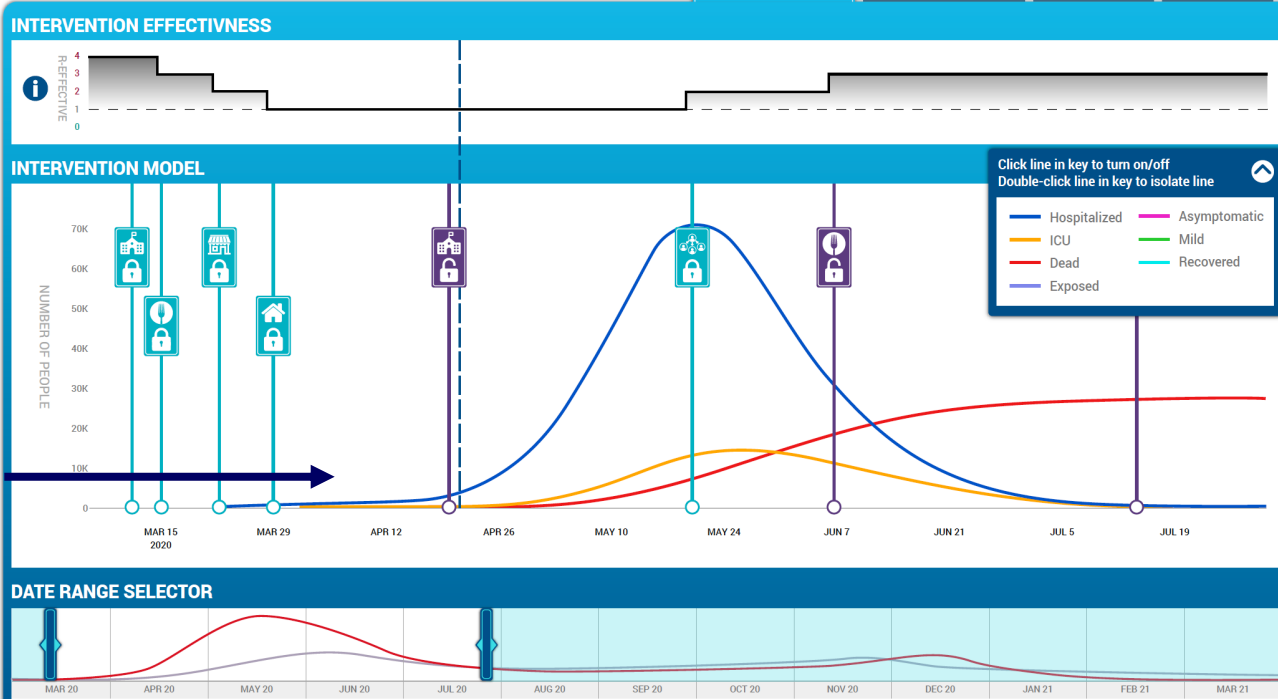 INTERVENTION EFFECTIVNESS
R-EFFECTIVE
4
3
2
1
0
INTERVENTION MODEL
Click line in key to turn on/off
Double-click line in key to isolate line
Hospitalized
Asymptomatic
ICU
Mild
Dead
Recovered
Exposed
NUMBER OF PEOPLE
70K
60K
50K
40K
30K
20K
10K
0
MAR 15 MAR 29 APR 12 APR 26 MAY 10 MAY 24 JUN 7 JUN 21 JUL 5 JUL 19
2020
DATE RANGE SELECTOR
MAR 20 APR 20 MAY 20 JUN 20 JUL 20 AUG 20 SEP 20 OCT 20 NOV 20 DEC 20 JAN 21 FEB 21 MAR 21